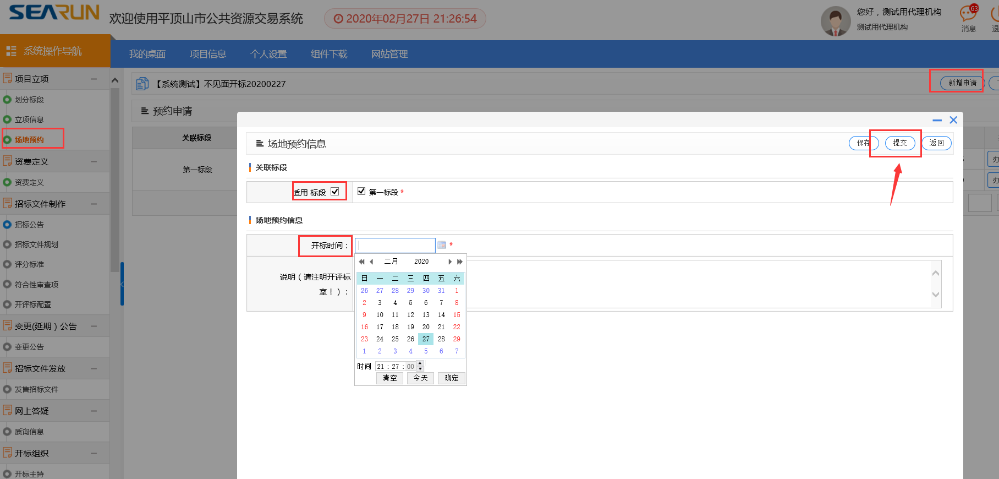 SEARUN
欢迎使用平顶山市公共资源交易系统
2020年02月27日 21:26:54
您好，测试用代理机构
测试用代理机构
63
消息
系统操作导航
我的桌面 项目信息 个人设置 组件下载 网站管理
项目立项
划分标段
立项信息
场地预约
资费定义
资费定义
招标文件制作
招标公告
招标文件规划
评分标准
符合性审查项
开评标配置
变更(延期）公告
变更公告
招标文件发放
发售招标文件
网上答疑
质询信息
开标组织
开标主持
【系统测试】不见面开标20200227
新增申请
预约申请
关联标段
第一标段
场地预约信息
保存 提交 返回
关联标段
适用 标段
第一标段 *
场地预约信息
开标时间：
*
说明（请注明开评标
室！）：
二月 2020
日 一 二 三 四 五 六
26 27 28 29 30 31 1
2 3 4 5 6 7 8
9 10 11 12 13 14 15
16 17 18 19 20 21 22
23 24 25 26 27 28 29
1 2 3 4 5 6 7
时间 21 : 27 : 00
清空 今天 确定